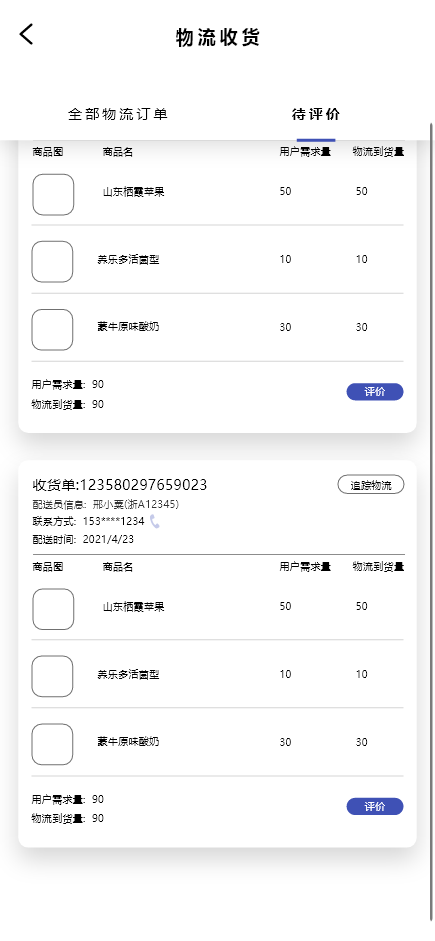 物流收货
全部物流订单 待评价
商品图 商品名 用户需求量 物流到货量
山东栖霞苹果 50 50
养乐多活菌型 10 10
蒙牛原味酸奶 30 30
用户需求量: 90
物流到货量: 90
评价
收货单:123580297659023 追踪物流
配送员信息: 邢小粟(浙A12345)
联系方式: 153****1234
配送时间: 2021/4/23
商品图 商品名 用户需求量 物流到货量
山东栖霞苹果 50 50
养乐多活菌型 10 10
蒙牛原味酸奶 30 30
用户需求量: 90
物流到货量: 90
评价